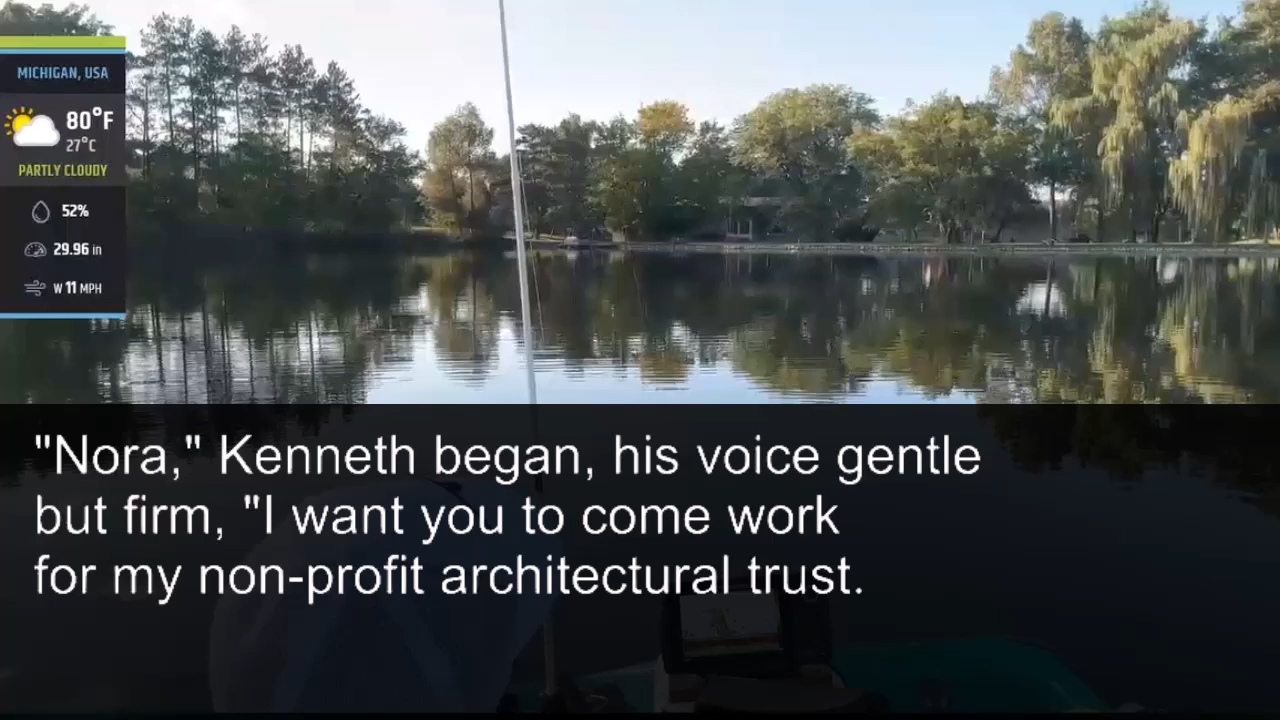 MICHIGAN, USA
80°F
27°C
PARTLY CLOUDY
52%
29.96 in
W 11 MPH
"Nora," Kenneth began, his voice gentle
but firm, "I want you to come work
for my non-profit architectural trust.